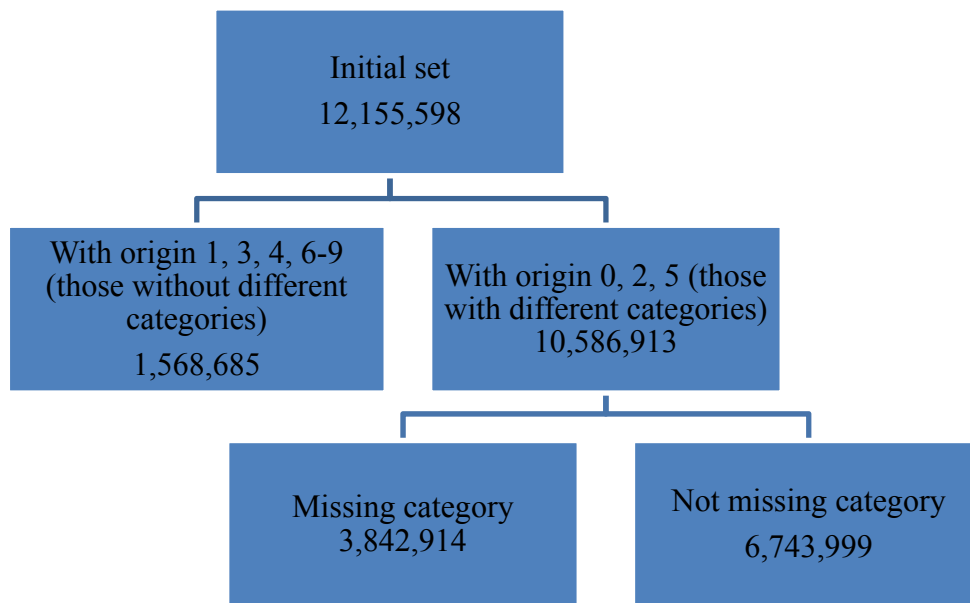 Initial set
12,155,598
With origin 1, 3, 4, 6-9
(those without different
categories)
1,568,685
With origin 0, 2, 5 (those
with different categories)
10,586,913
Missing category
3,842,914
Not missing category
6,743,999